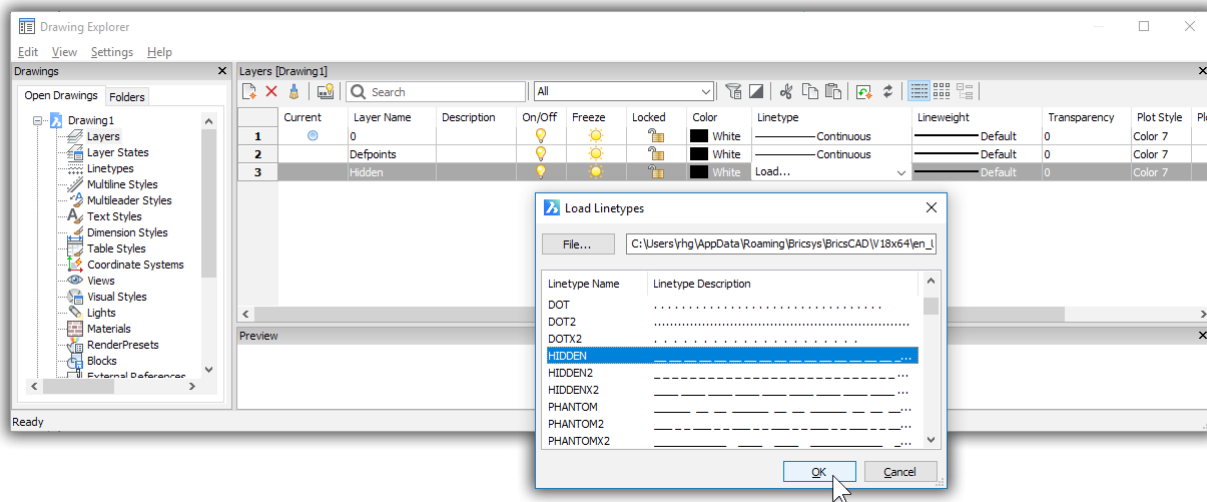 Drawing Explorer
Edit View Settings Help
Drawings
Layers [Drawing1]
Open Drawings Folders
Search
All
Drawing1
Layers
Layer States
Linetypes
Multiline Styles
Multileader Styles
Text Styles
Dimension Styles
Table Styles
Coordinate Systems
Views
Visual Styles
Lights
Materials
RenderPresets
Blocks
External References
Current Layer Name Description On/Off Freeze Locked Color Linetype Lineweight Transparency Plot Style
1 0 White Continuous Default 0 Color 7
2 Defpoints White Continuous Default 0 Color 7
3 Hidden White Load... Default 0 Color 7
Preview
Load Linetypes
File... C:\Users\rhg\AppData\Roaming\Bricsys\BricsCAD\V18x64\en_
Linetype Name Linetype Description
DOT
DOT2
DOTX2
HIDDEN
HIDDEN2
HIDDENX2
PHANTOM
PHANTOM2
PHANTOMX2
OK Cancel
Ready